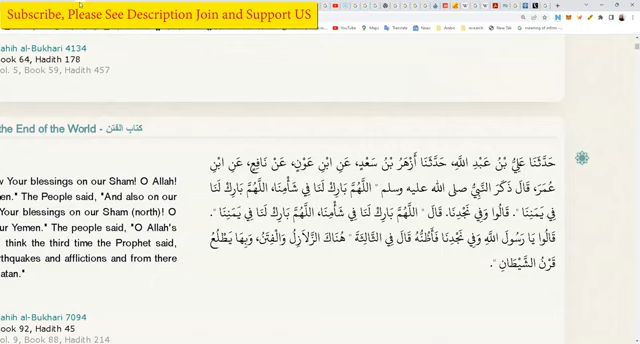 Subscribe, Please See Description Join and Support US
YouTube Maps Translate News Arabic research New Tab
ahih al-Bukhari 4134
ook 64, Hadith 178
ol. 5, Book 59, Hadith 457
the End of the World - كتاب الفتن
حَدَّثَنَا عَلِيُّ بْنُ عَبْدِ اللَّهِ، حَدَّثَنَا أَزْهَرُ بْنُ سَعْدٍ، عَنِ ابْنِ عَوْنٍ، عَنْ نَافِعٍ، عَنِ ابْنِ
عُمَرَ، قَالَ ذَكَرَ النَّبِيُّ صلى الله عليه وسلم " اللَّهُمَّ بَارِكْ لَنَا فِي شَأْمِنَا، اللَّهُمَّ بَارِكْ لَنَا
فِي يَمَنِنَا ". قَالُوا وَفِي نَجْدِنَا. قَالَ " اللَّهُمَّ بَارِكْ لَنَا فِي شَأْمِنَا، اللَّهُمَّ بَارِكْ لَنَا فِي يَمَنِنَا ".
قَالُوا يَا رَسُولَ اللَّهِ وَفِي نَجْدِنَا فَأَظُنُّهُ قَالَ فِي الثَّالِثَةِ " هُنَاكَ الزَّلاَزِلُ وَالْفِتَنُ، وَبِهَا يَطْلُعُ
قَرْنُ الشَّيْطَانِ ".
w Your blessings on our Sham! O Allah!
en." The People said, "And also on our
Your blessings on our Sham (north)! O
ur Yemen." The people said, "O Allah's
think the third time the Prophet said,
rthquakes and afflictions and from there
atan."
ahih al-Bukhari 7094
ook 92, Hadith 45
ol. 9, Book 88, Hadith 214